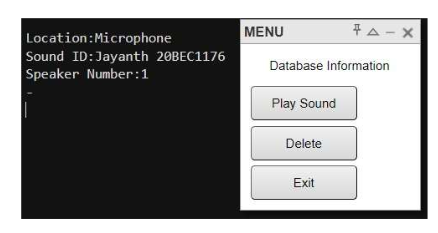 Location:Microphone
Sound ID:Jayanth 20BEC1176
Speaker Number:1
-
MENU
Database Information
Play Sound
Delete
Exit